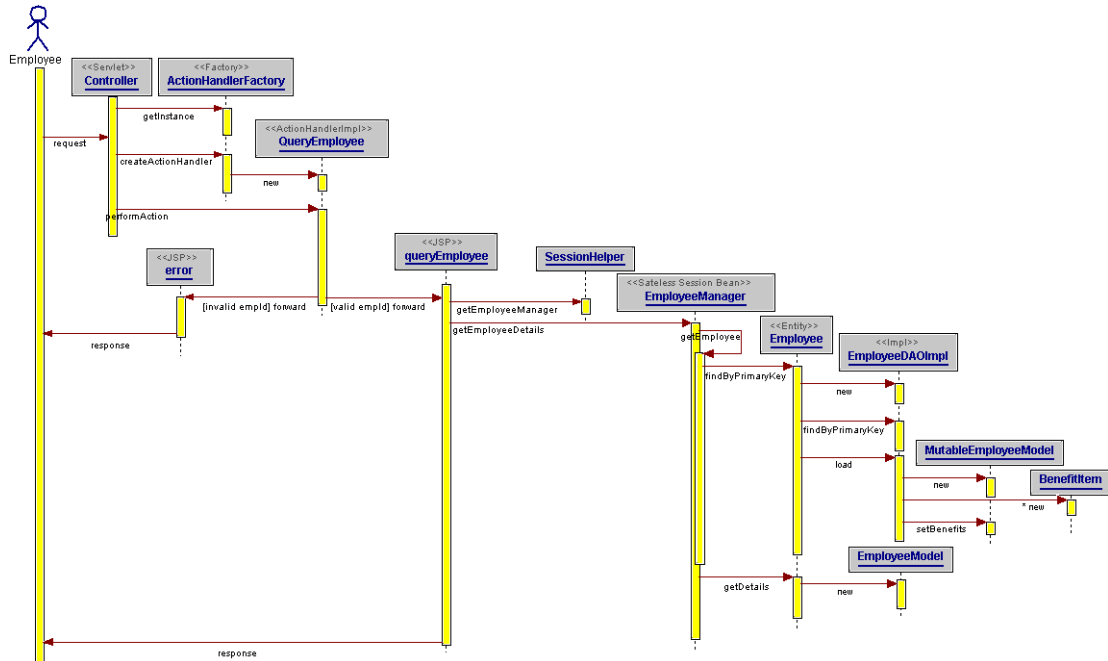 Employee
<<Servlet>>
Controller
<<Factory>>
ActionHandlerFactory
getInstance
<<ActionHandlerImpl>>
QueryEmployee
request
createActionHandler
new
performAction
<<JSP>>
queryEmployee
<<JSP>>
error
SessionHelper
<<Sateless Session Bean>>
EmployeeManager
[invalid empId] forward
[valid empId] forward
getEmployeeManager
<<Entity>>
Employee
getEmployeeDetails
getEmployee
response
<<Impl>>
EmployeeDAOImpl
findByPrimaryKey
new
findByPrimaryKey
MutableEmployeeModel
load
BenefitItem
new
* new
setBenefits
EmployeeModel
getDetails
new
response